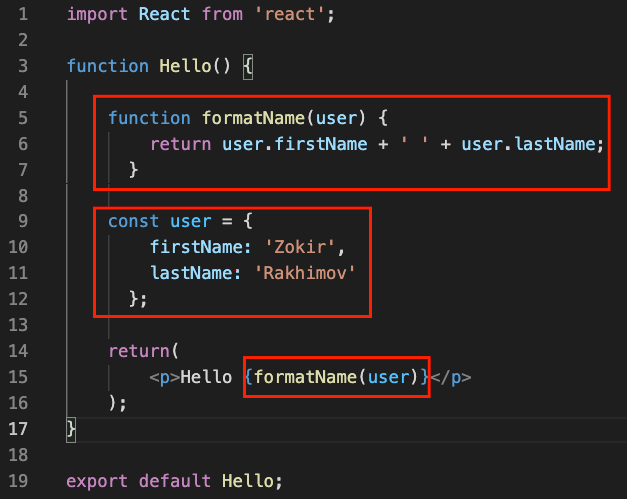 1 import React from 'react';
2
3 function Hello() {
4
5 function formatName(user) {
6 return user.firstName + ' ' + user.lastName;
7 }
8
9 const user = {
10 firstName: 'Zokir',
11 lastName: 'Rakhimov'
12 };
13
14 return(
15 <p>Hello {formatName(user)}</p>
16 );
17 }
18
19 export default Hello;